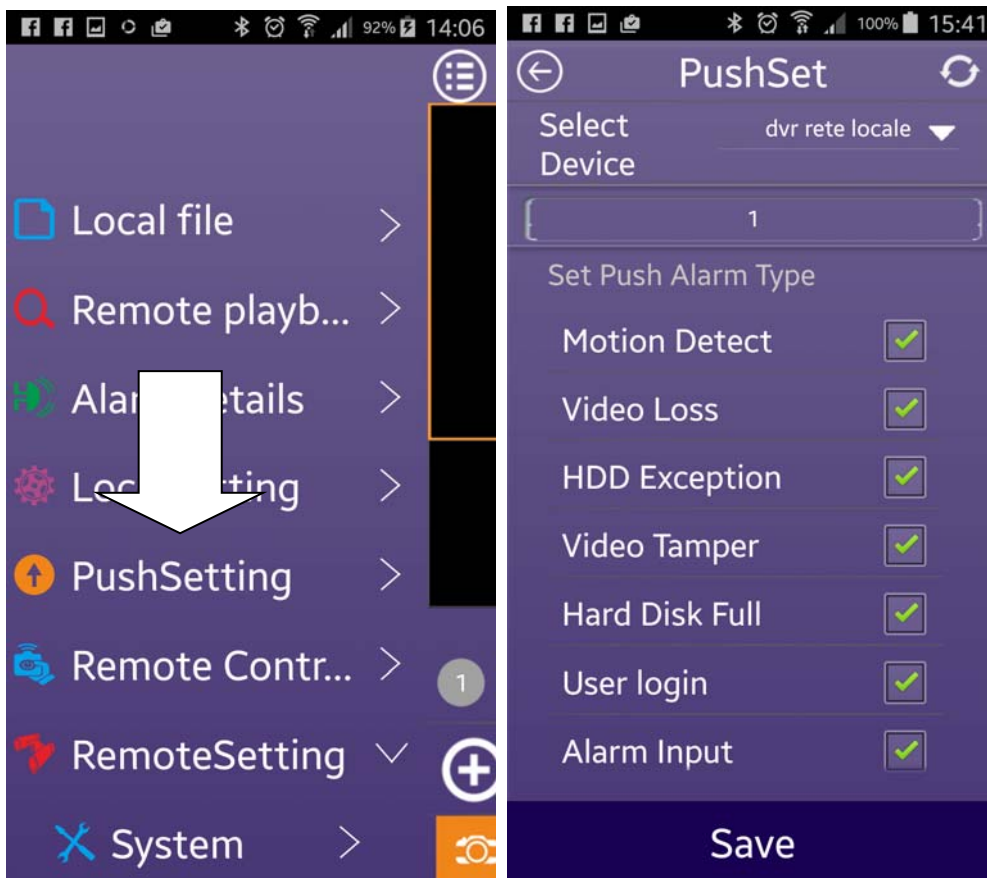 92% 14:06
Local file
Remote playb...
Alar etails
Loc ting
PushSetting
Remote Contr...
1
RemoteSetting
System
100% 15:41
PushSet
Select Device
dvr rete locale
1
Set Push Alarm Type
Motion Detect
Video Loss
HDD Exception
Video Tamper
Hard Disk Full
User login
Alarm Input
Save